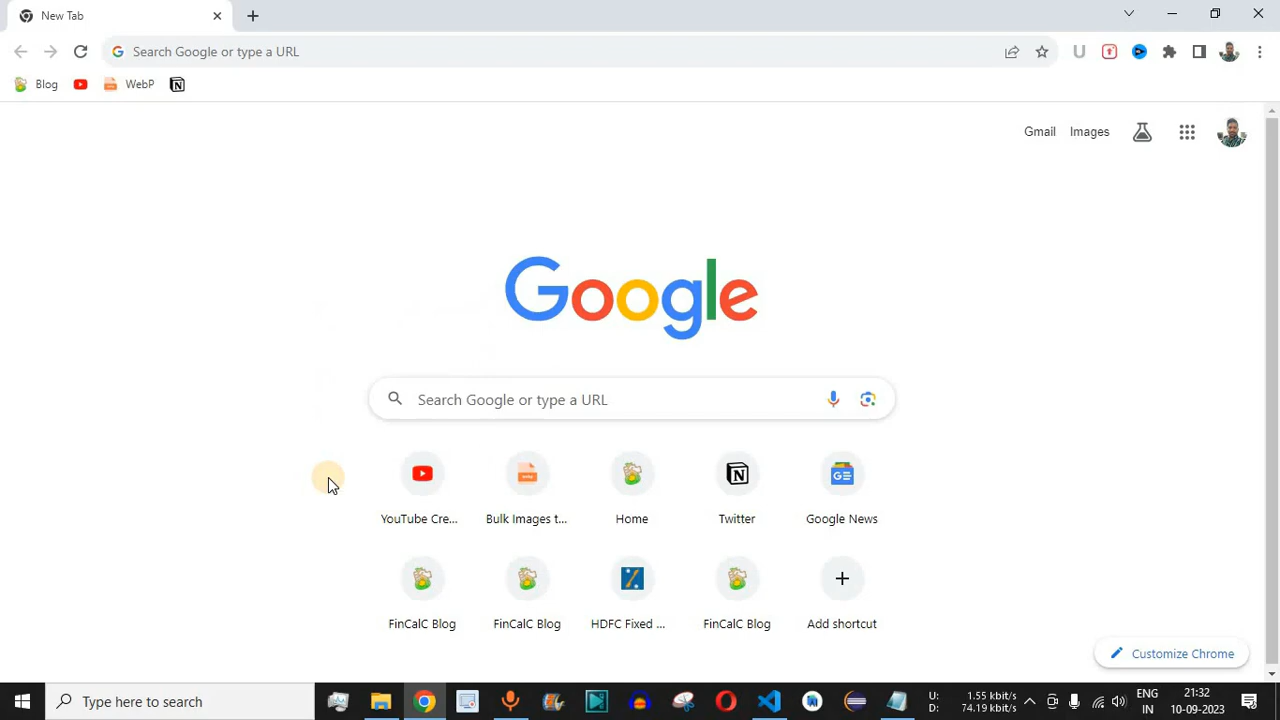 New Tab
Search Google or type a URL
Blog
WebP
Gmail Images
Google
Search Google or type a URL
YouTube Cre... Bulk Images t... Home Twitter Google News
FinCalC Blog FinCalC Blog HDFC Fixed ... FinCalC Blog Add shortcut
Customize Chrome
Type here to search
U: 1.55 kbit/s
D: 74.19 kbit/s
ENG
IN
21:32
10-09-2023